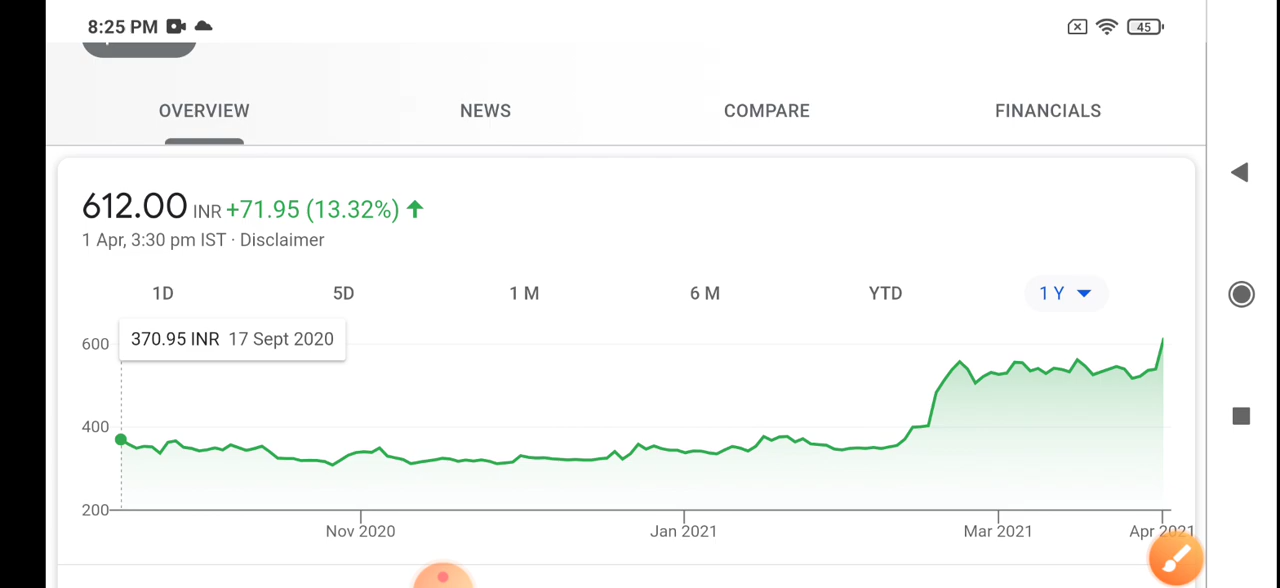 8:25 PM 45
OVERVIEW NEWS COMPARE FINANCIALS
612.00 INR +71.95 (13.32%)
1 Apr, 3:30 pm IST · Disclaimer
1D 5D 1 M 6 M YTD 1 Y
370.95 INR 17 Sept 2020
600
400
200
Nov 2020 Jan 2021 Mar 2021 Apr 2021